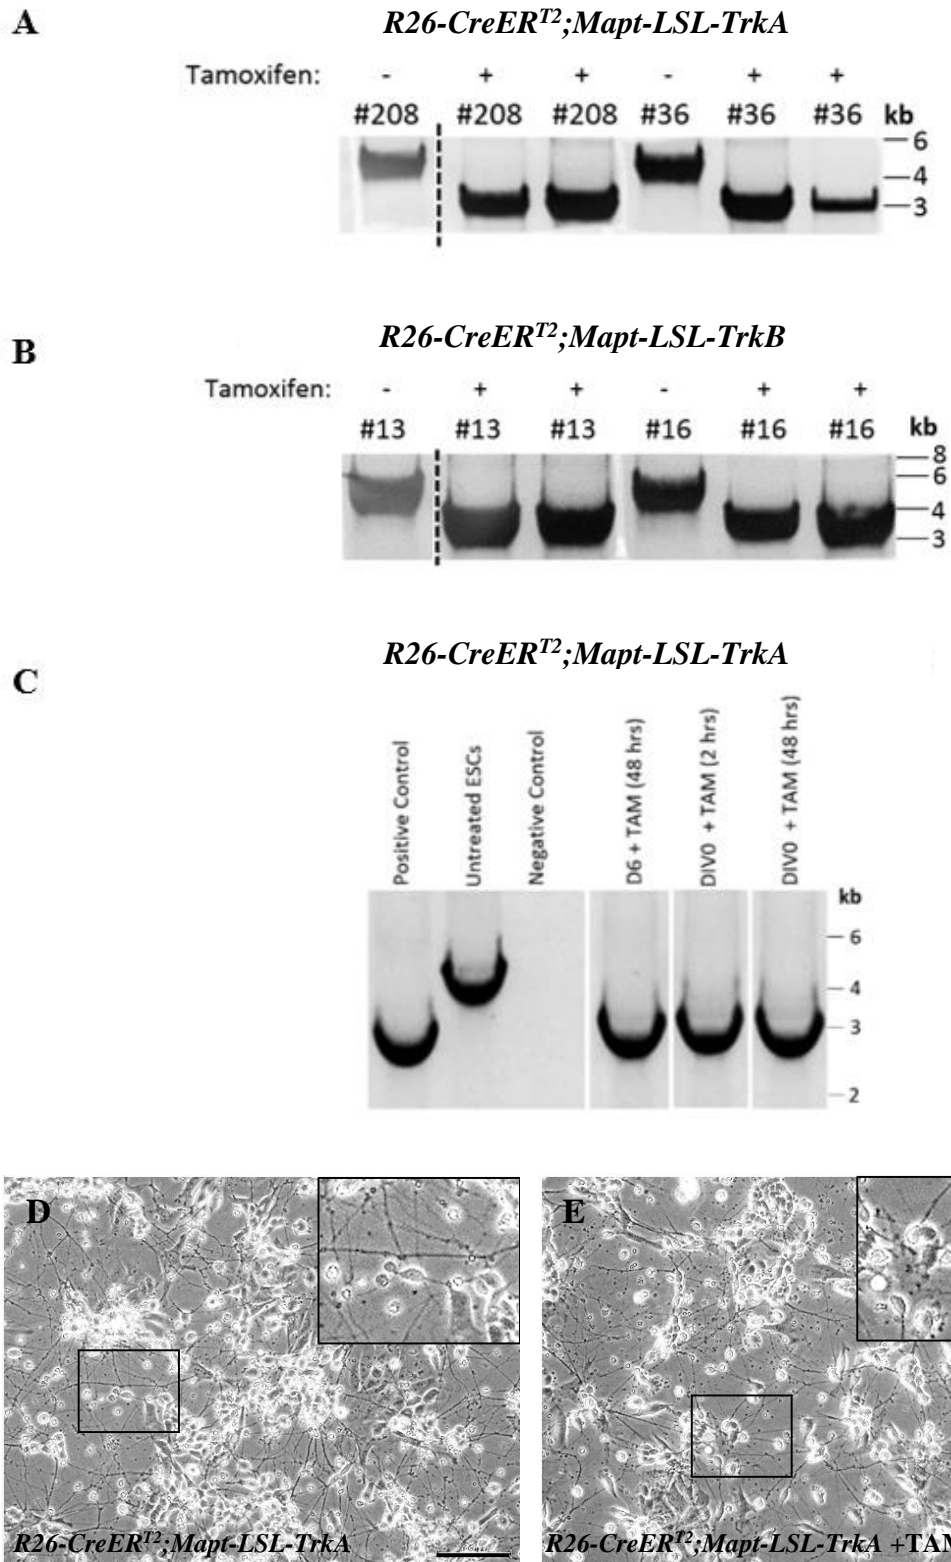 A
R26-CreERT2;Mapt-LSL-TrkA
Tamoxifen: - + + - + +
#208 #208 #208 #36 #36 #36 kb
6
4
3
B
R26-CreERT2;Mapt-LSL-TrkB
Tamoxifen: - + + - + +
#13 #13 #13 #16 #16 #16 kb
8
6
4
3
R26-CreERT2;Mapt-LSL-TrkA
C
Positive Control
Untreated ESCs
Negative Control
D6 + TAM (48 hrs)
DIV0 + TAM (2 hrs)
DIV0 + TAM (48 hrs)
kb
6
4
3
2
D
E
R26-CreERT2;Mapt-LSL-TrkA
R26-CreERT2;Mapt-LSL-TrkA +TAM